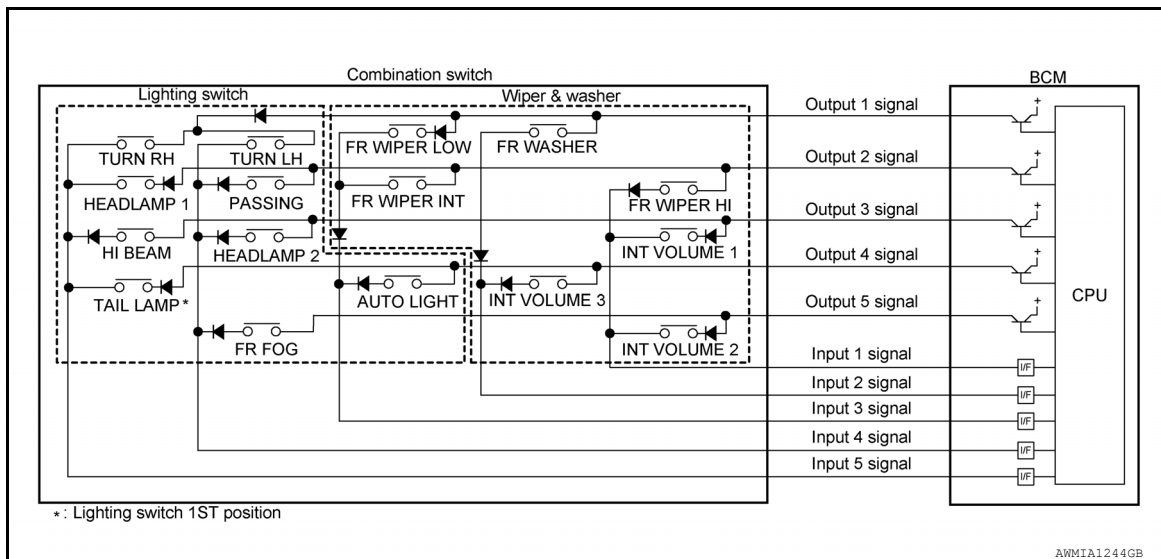 Combination switch
BCM
Lighting switch
Wiper & washer
Output 1 signal
+
TURN RH
TURN LH
FR WIPER LOW
FR WASHER
Output 2 signal
+
HEADLAMP 1
PASSING
FR WIPER INT
FR WIPER HI
Output 3 signal
+
HI BEAM
HEADLAMP 2
INT VOLUME 1
Output 4 signal
+
TAIL LAMP*
AUTO LIGHT
INT VOLUME 3
CPU
Output 5 signal
+
FR FOG
INT VOLUME 2
Input 1 signal
I/F
Input 2 signal
I/F
Input 3 signal
I/F
Input 4 signal
I/F
Input 5 signal
I/F
*: Lighting switch 1ST position
AWMIA1244GB